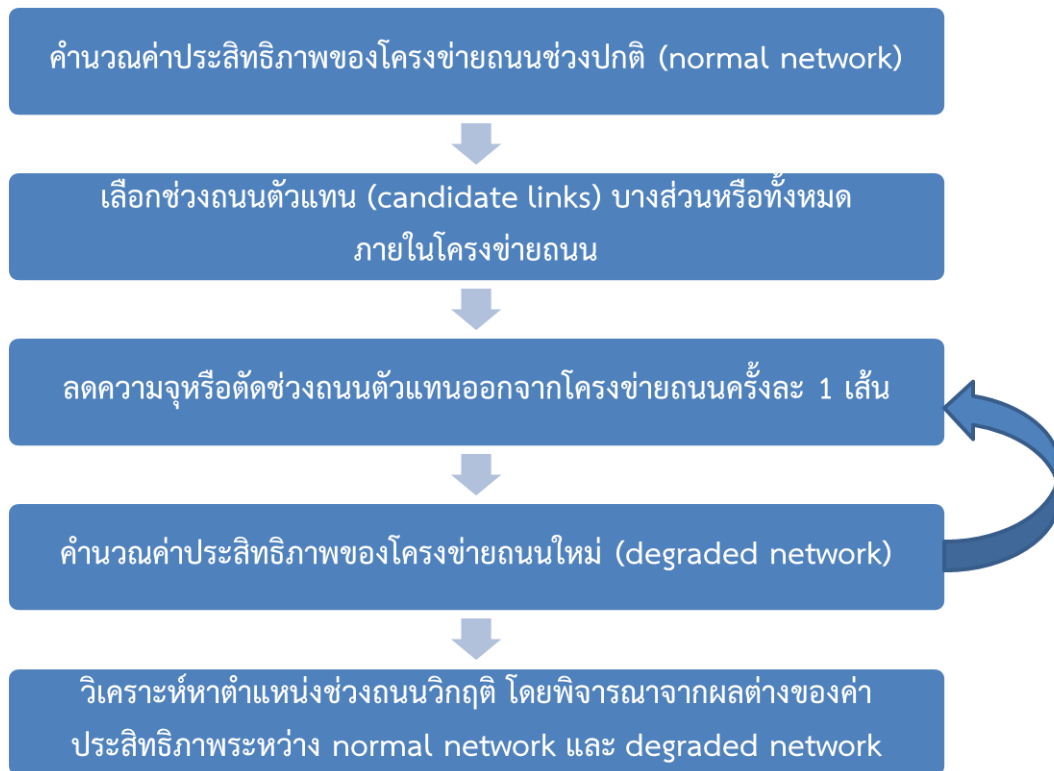 คำนวณค่าประสิทธิภาพของโครงข่ายถนนช่วงปกติ (normal network)
เลือกช่วงถนนตัวแทน (candidate links) บางส่วนหรือทั้งหมด
ภายในโครงข่ายถนน
ลดความจุหรือตัดช่วงถนนตัวแทนออกจากโครงข่ายถนนครั้งละ 1 เส้น
คำนวณค่าประสิทธิภาพของโครงข่ายถนนใหม่ (degraded network)
วิเคราะห์หาตำแหน่งช่วงถนนวิกฤติ โดยพิจารณาจากผลต่างของค่า
ประสิทธิภาพระหว่าง normal network และ degraded network